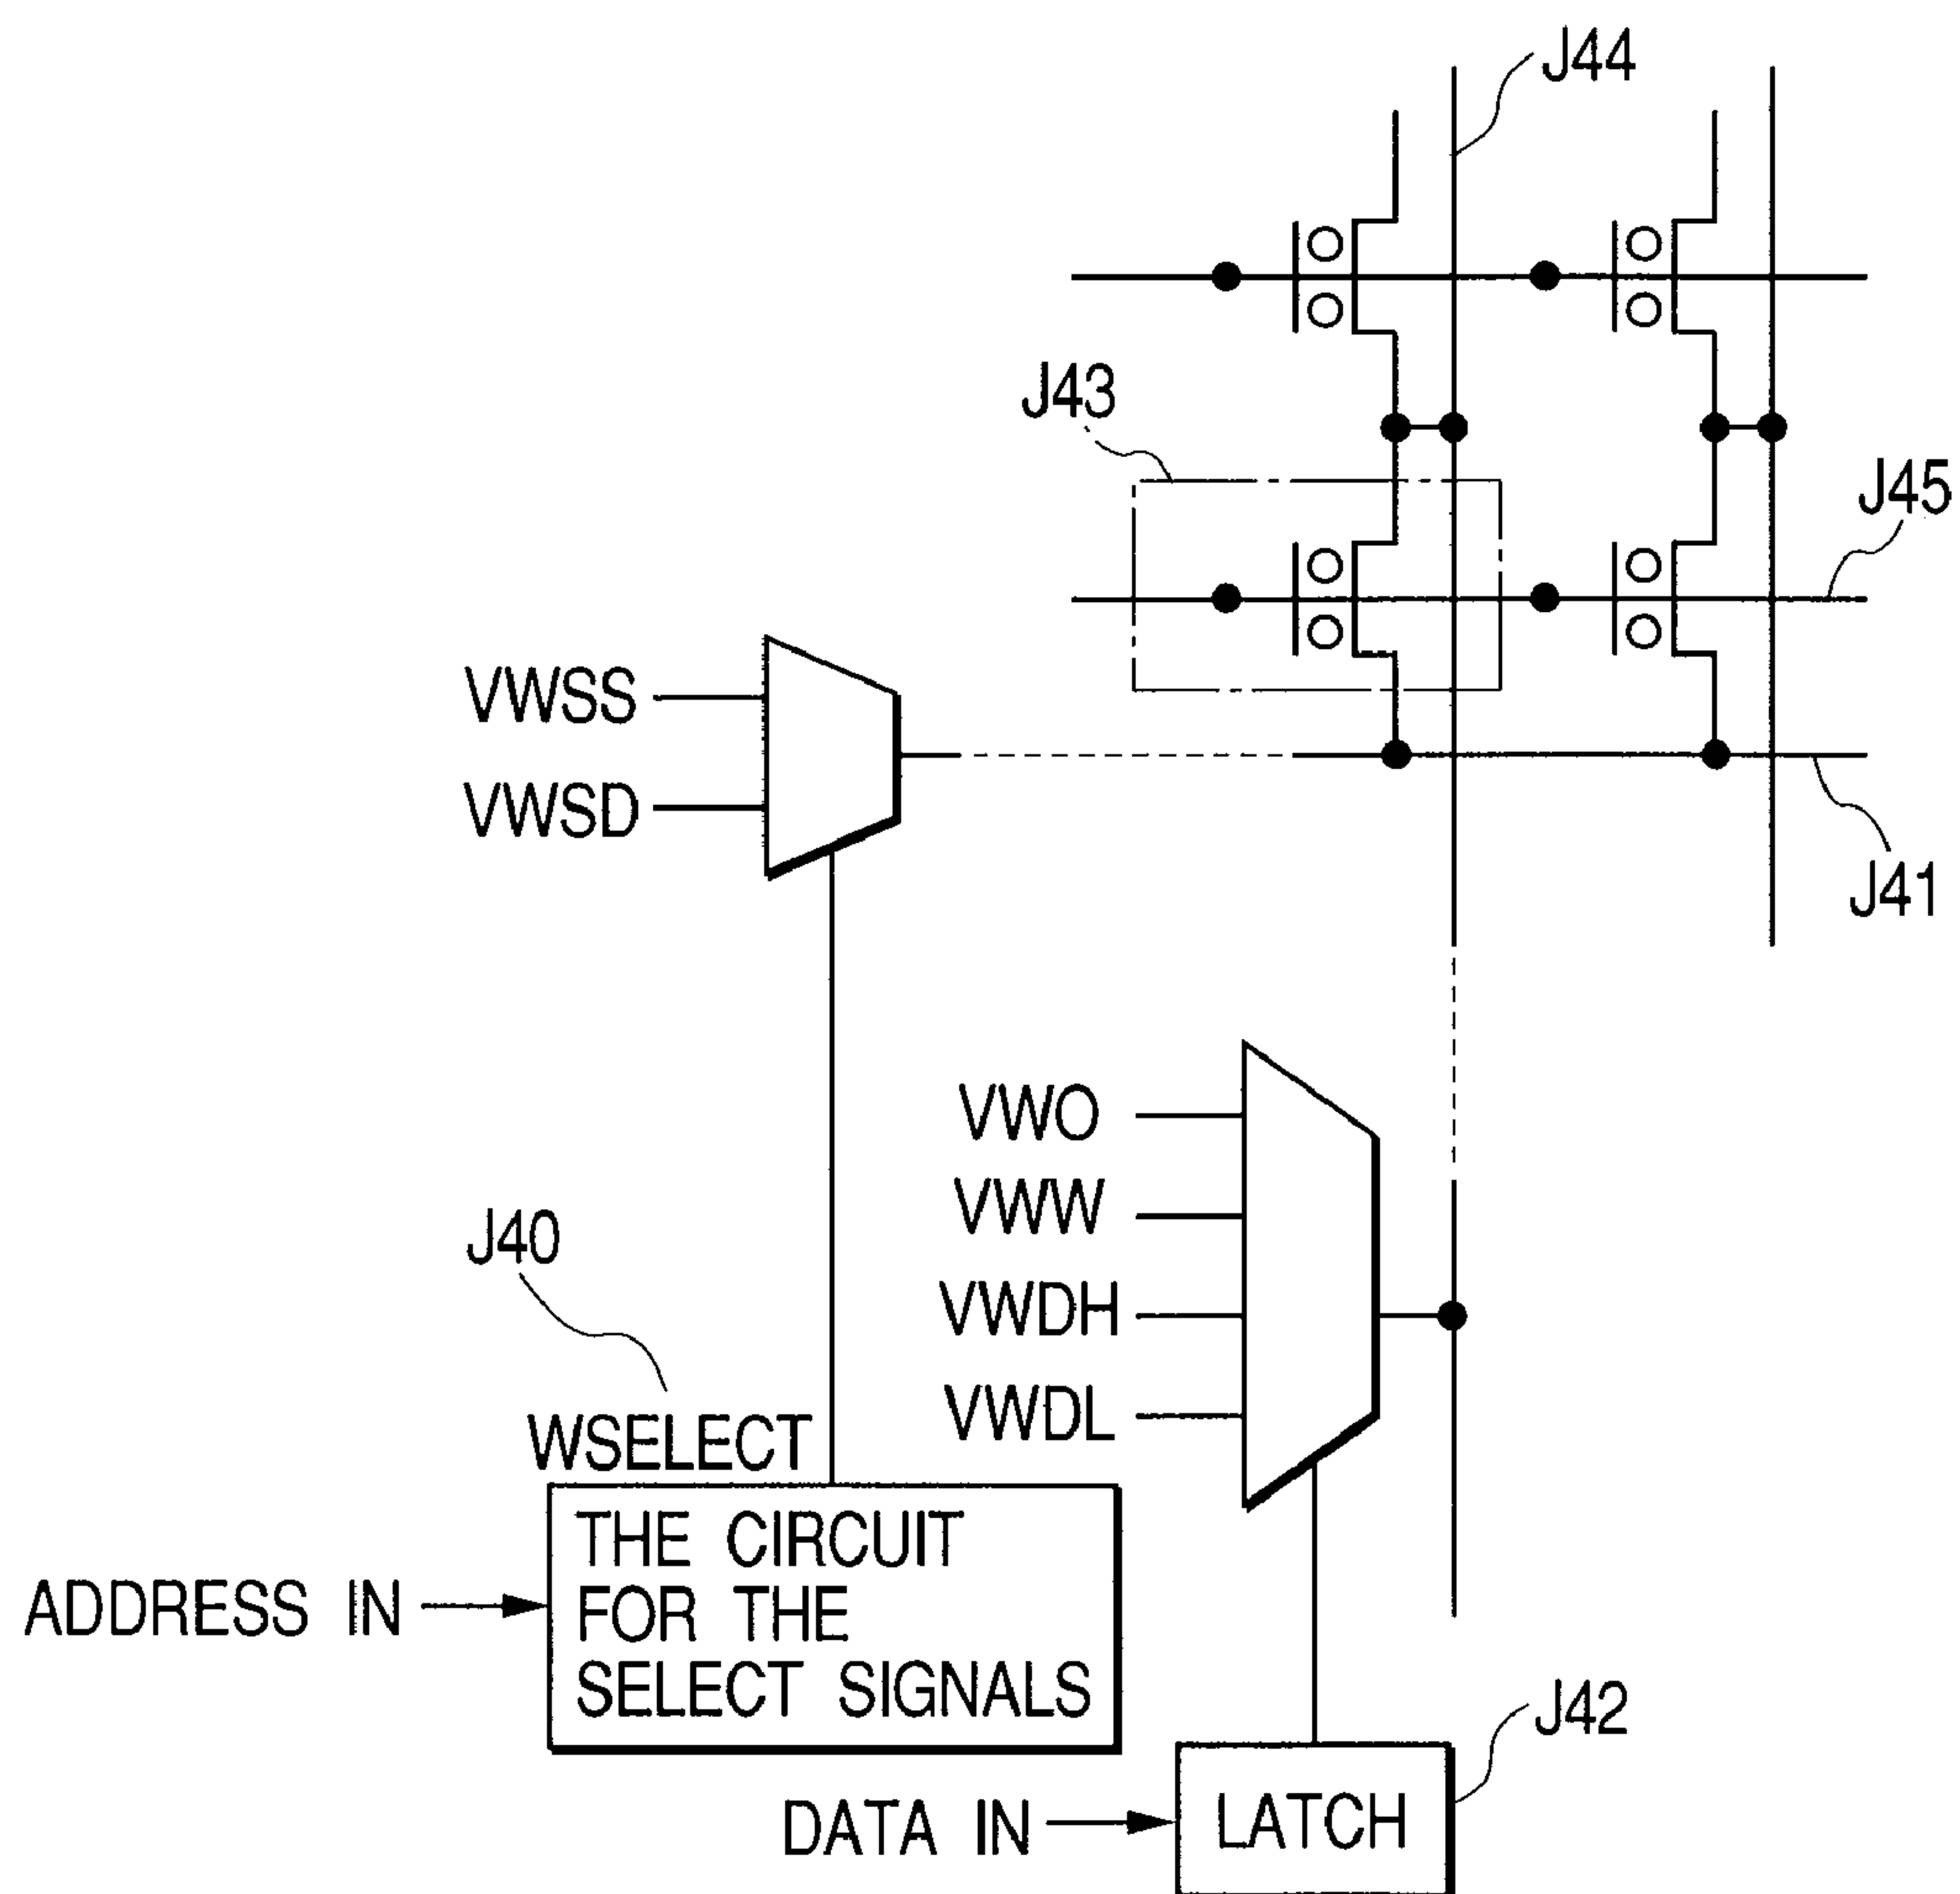 J44
J43
J45
VWSS
VWSD
J41
VWO
VWW
J40
VWDH
VWDL
WSELECT
THE CIRCUIT
FOR THE
SELECT SIGNALS
ADDRESS IN
J42
DATA IN
LATCH